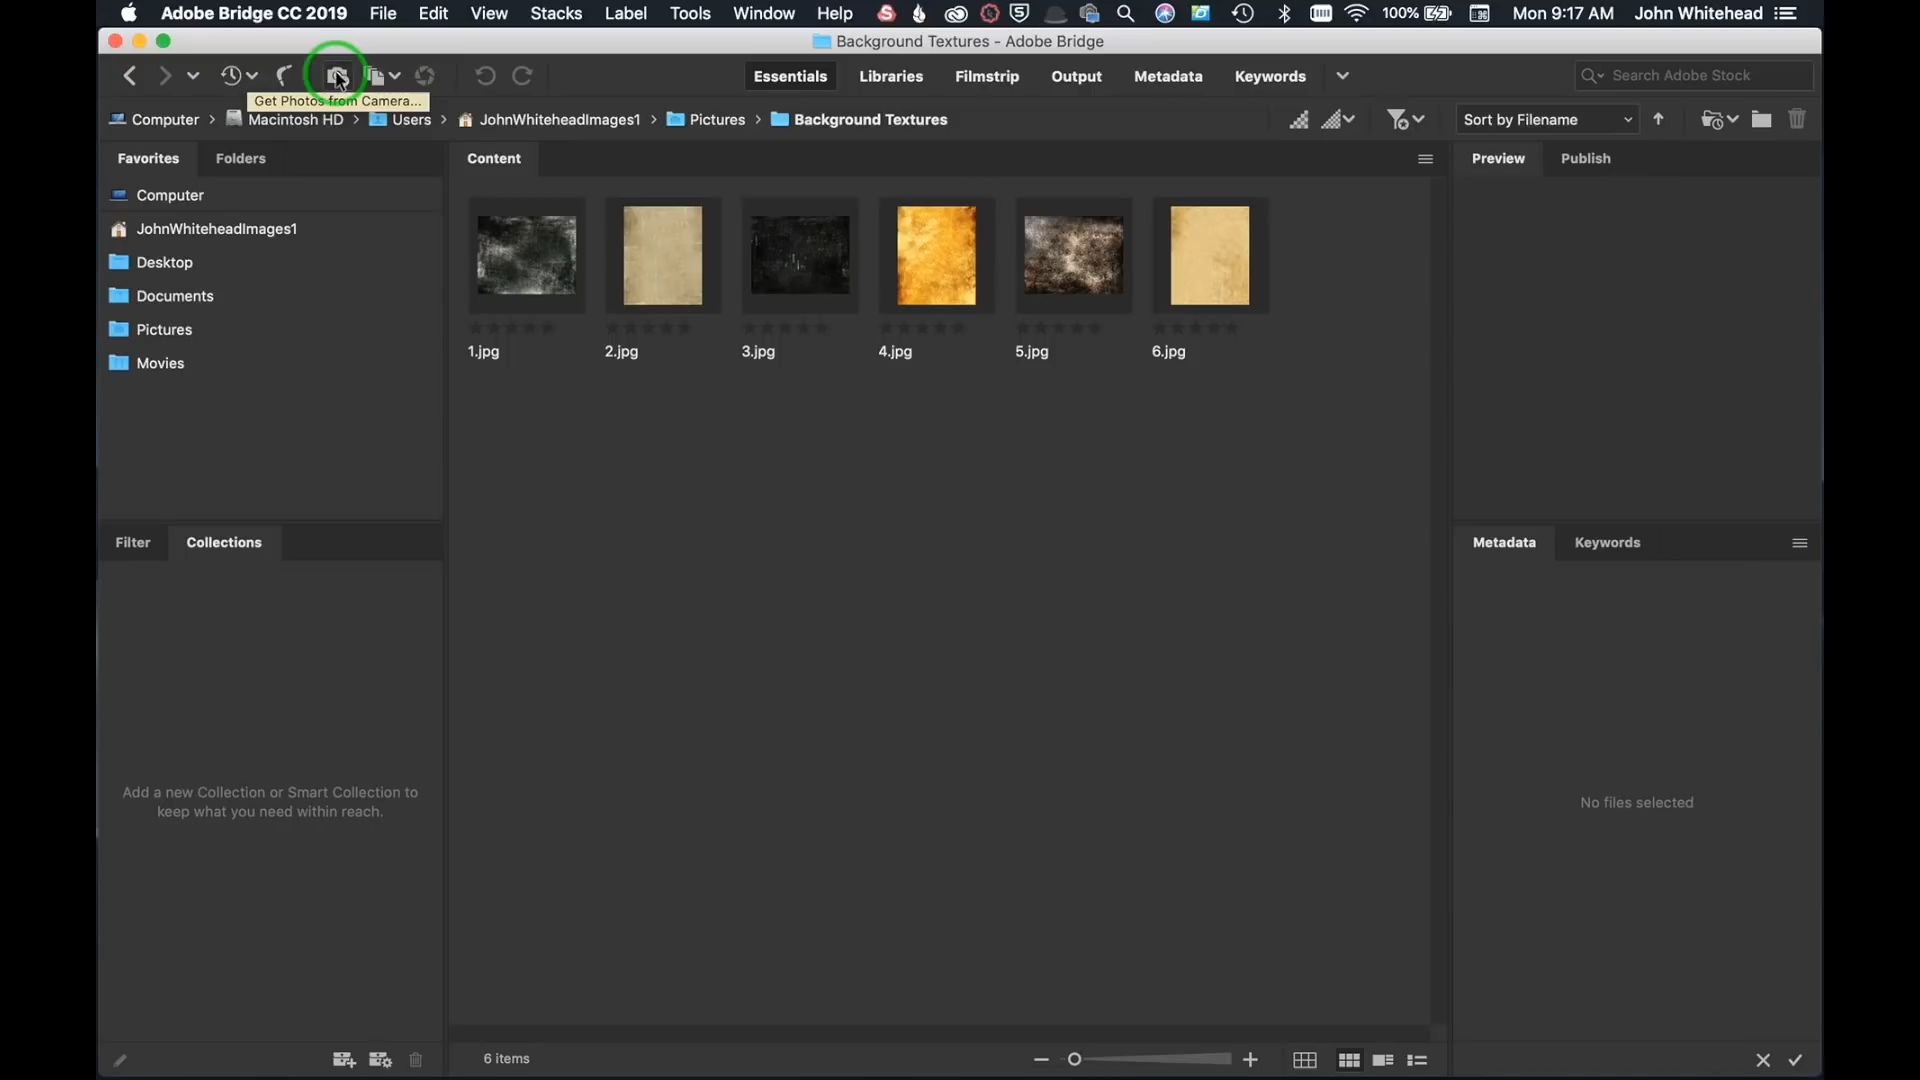 Adobe Bridge CC 2019 File Edit View Stacks Label Tools Window Help 100% Mon 9:17 AM John Whitehead
Background Textures - Adobe Bridge
Essentials Libraries Filmstrip Output Metadata Keywords Search Adobe Stock
Get Photos from Camera...
Computer Macintosh HD Users JohnWhiteheadImages1 Pictures Background Textures Sort by Filename
Favorites Folders Content Preview Publish
Computer
JohnWhiteheadImages1
Desktop
Documents
Pictures
Movies
1.jpg 2.jpg 3.jpg 4.jpg 5.jpg 6.jpg
Filter Collections Metadata Keywords
Add a new Collection or Smart Collection to
keep what you need within reach.
No files selected
6 items